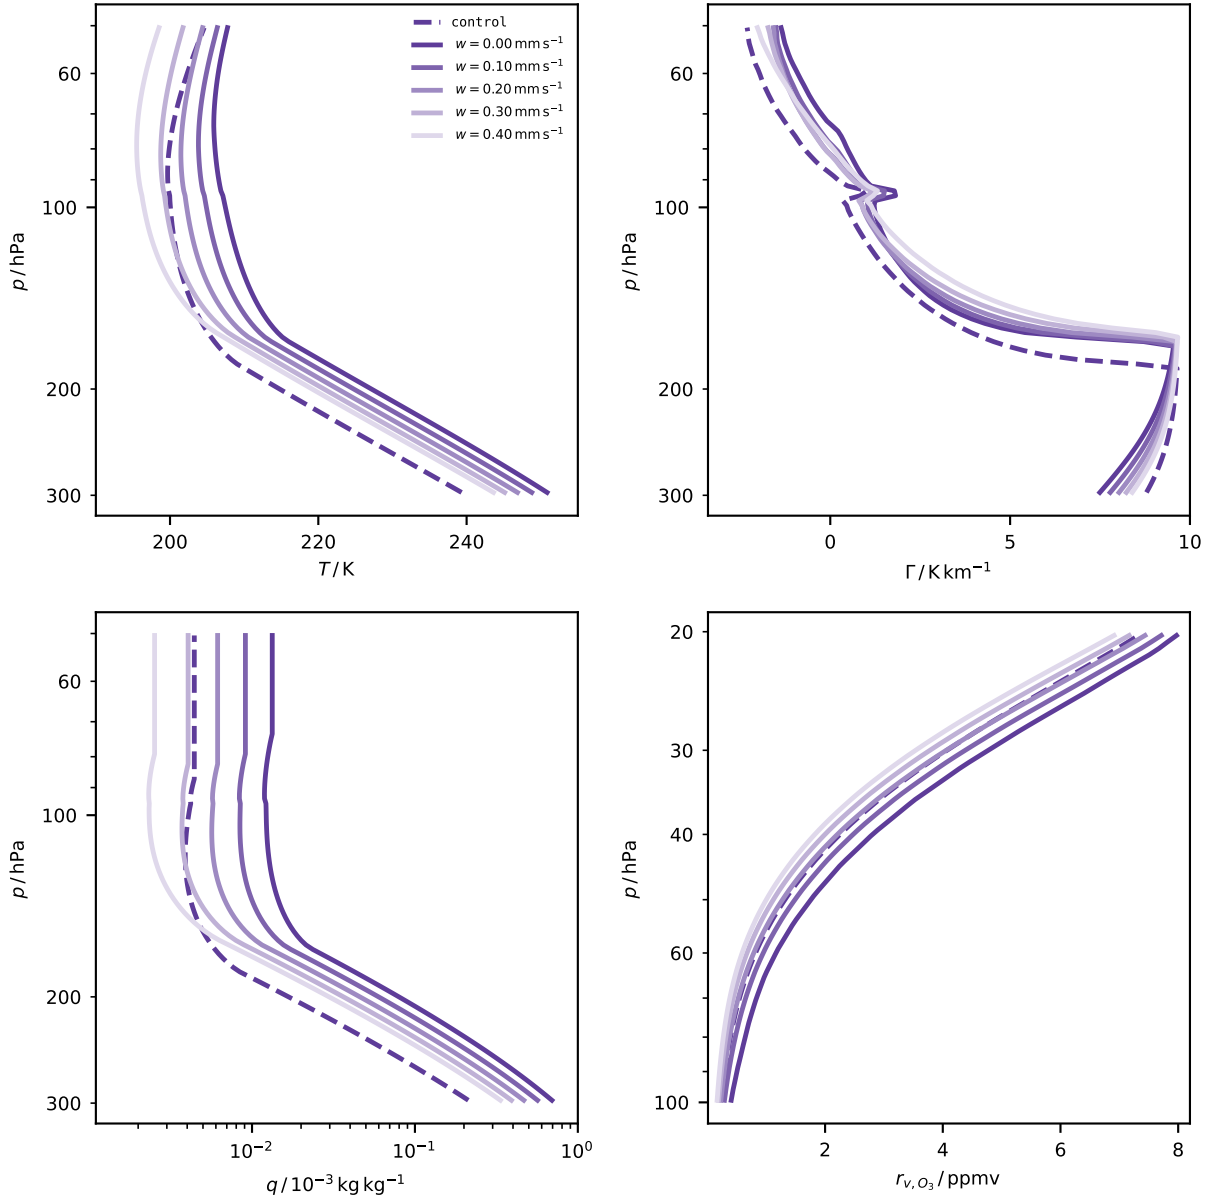 control
w = 0.00 mm s⁻¹
w = 0.10 mm s⁻¹
w = 0.20 mm s⁻¹
w = 0.30 mm s⁻¹
w = 0.40 mm s⁻¹
60
100
200
300
p / hPa
200 220 240
T / K
60
100
200
300
p / hPa
0 5 10
Γ / K km⁻¹
60
100
200
300
p / hPa
10⁻² 10⁻¹ 10⁰
q / 10⁻³ kg kg⁻¹
20
30
40
60
100
p / hPa
2 4 6 8
r_{v, O₃} / ppmv